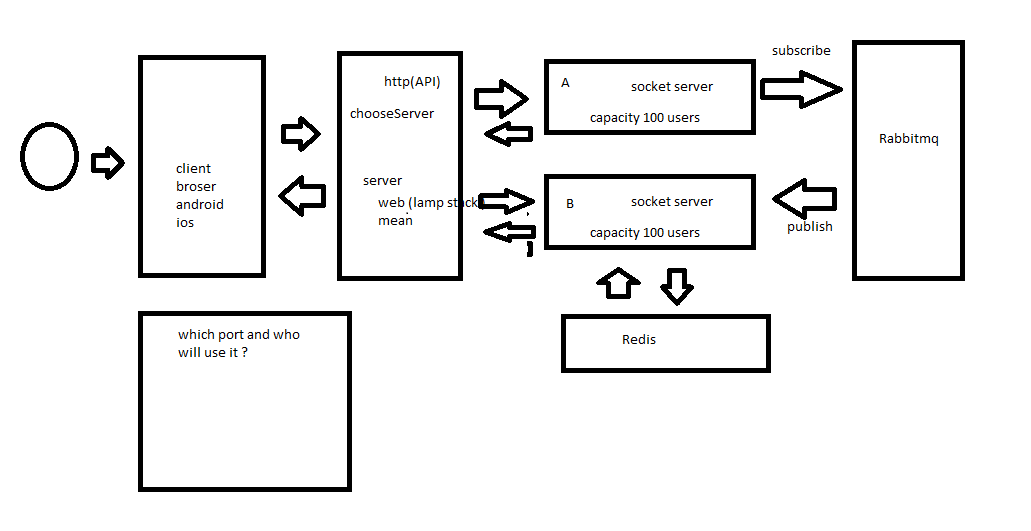 subscribe
http(API)
A
socket server
chooseServer
capacity 100 users
Rabbitmq
client
broser
android
ios
server
web (lamp stack)
mean
B
socket server
capacity 100 users
publish
which port and who
will use it ?
Redis